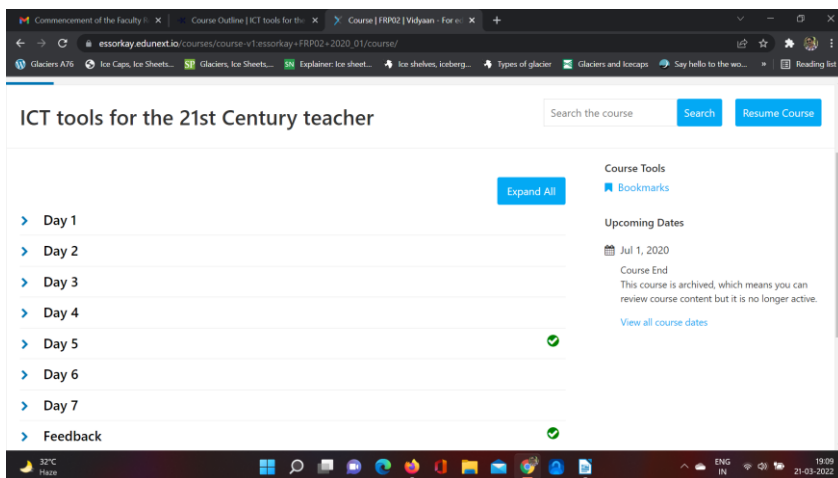 Commencement of the Faculty R
Course Outline | ICT tools for the
Course | FRP02 | Vidyaan - For ed
essorkay.edunext.io/courses/course-v1:essorkay+FRP02+2020_01/course/
Glaciers A76
Ice Caps, Ice Sheets...
SP Glaciers, Ice Sheets,...
SN Explainer: Ice sheet...
Ice shelves, iceberg...
Types of glacier
Glaciers and Icecaps
Say hello to the wo...
»
Reading list
ICT tools for the 21st Century teacher
Search the course
Search
Resume Course
Expand All
Day 1
Day 2
Day 3
Day 4
Day 5
Day 6
Day 7
Feedback
Course Tools
Bookmarks
Upcoming Dates
Jul 1, 2020
Course End
This course is archived, which means you can
review course content but it is no longer active.
View all course dates
32°C
Haze
ENG
IN
19:09
21-03-2022